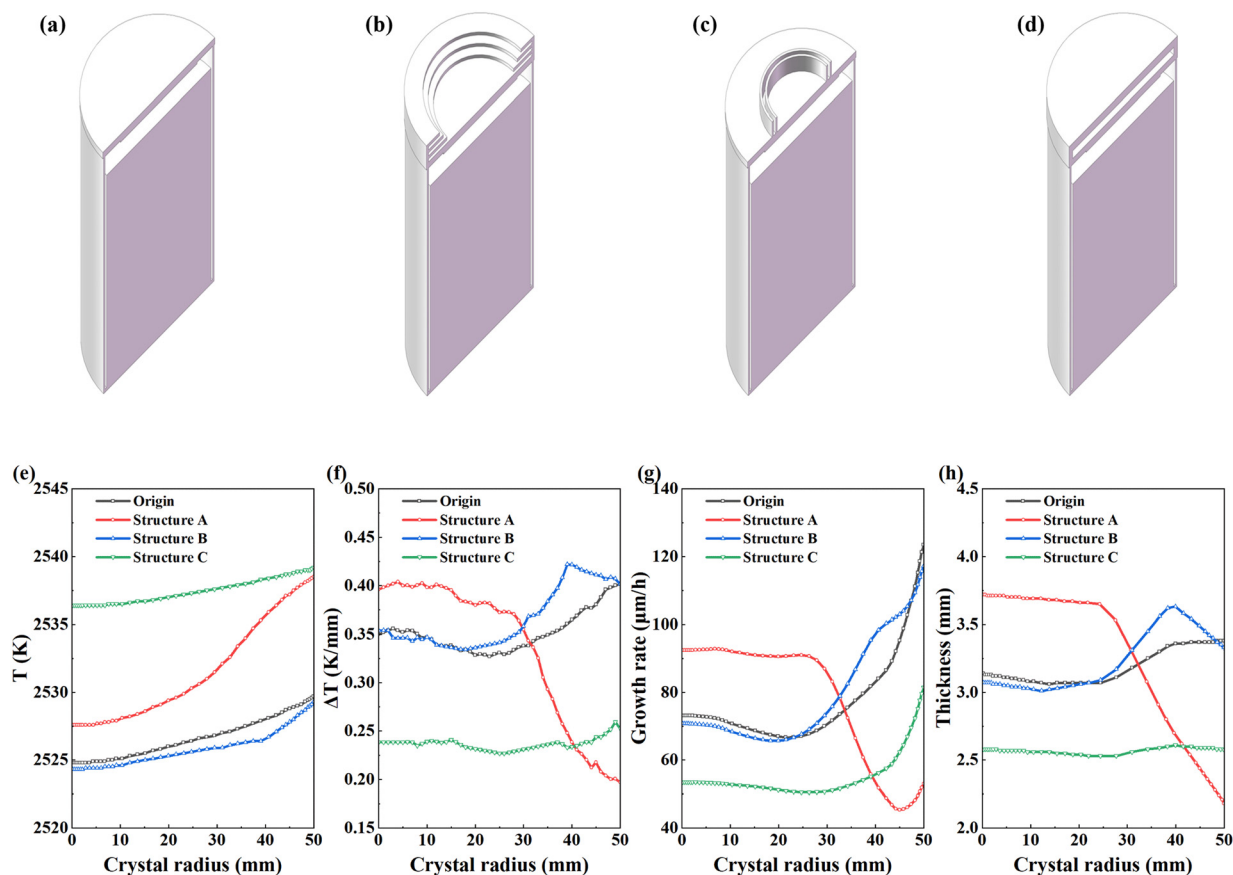 (a) (b) (c) (d)
(e) (f) (g) (h)
2545
2540
2535
2530
2525
2520
T (K)
Origin
Structure A
Structure B
Structure C
0 10 20 30 40 50
Crystal radius (mm)
0.50
0.45
0.40
0.35
0.30
0.25
0.20
0.15
ΔT (K/mm)
Origin
Structure A
Structure B
Structure C
0 10 20 30 40 50
Crystal radius (mm)
140
120
100
80
60
40
Growth rate (μm/h)
Origin
Structure A
Structure B
Structure C
0 10 20 30 40 50
Crystal radius (mm)
4.5
4.0
3.5
3.0
2.5
2.0
Thickness (mm)
Origin
Structure A
Structure B
Structure C
0 10 20 30 40 50
Crystal radius (mm)